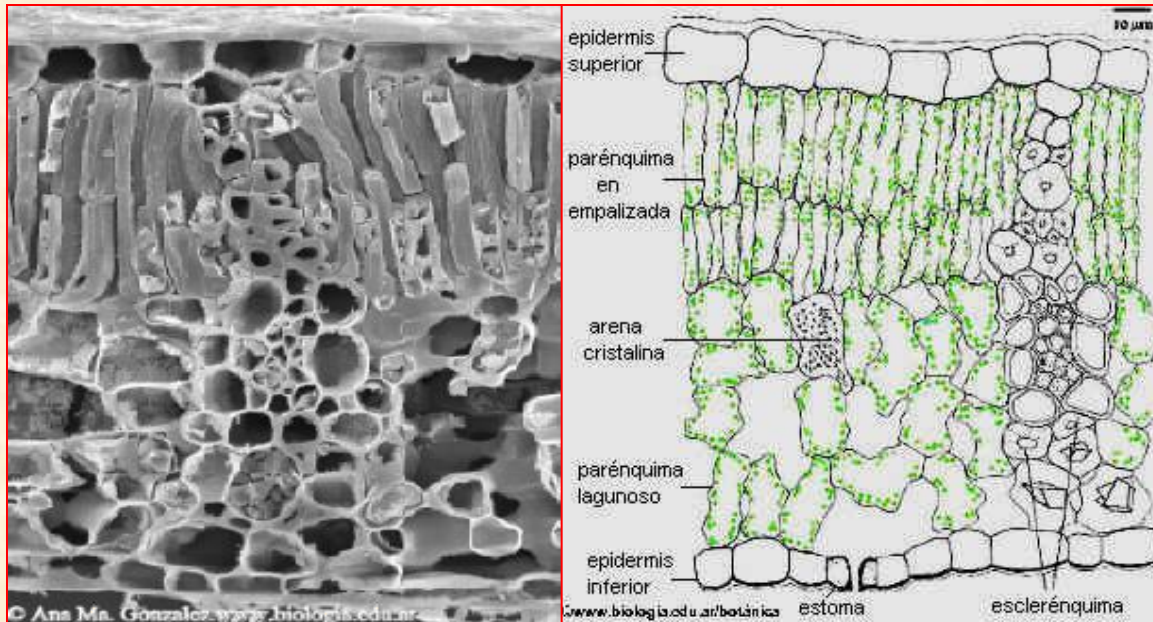 10 µm
epidermis
superior
parénquima
en
empalizada
arena
cristalina
parénquima
lagunoso
epidermis
inferior
estoma
esclerénquima
© Ana Ma. Gonzalez www.biologia.edu.ar
©www.biologia.edu.ar/botánica